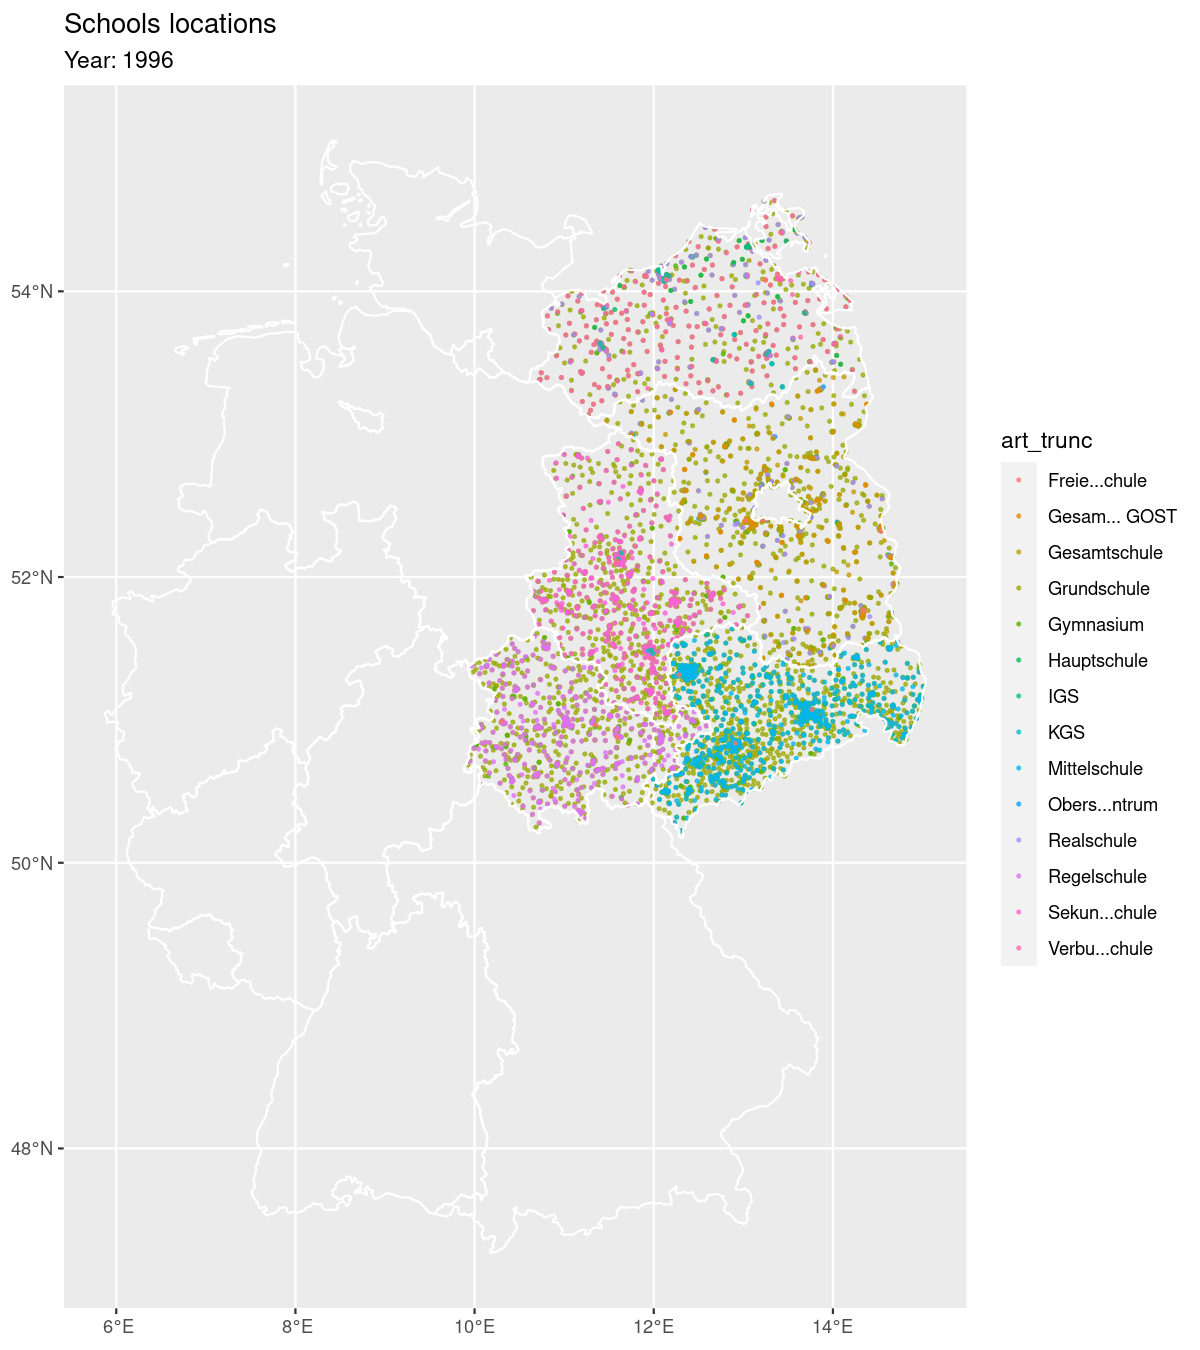 Schools locations
Year: 1996
54°N
52°N
50°N
48°N
6°E
8°E
10°E
12°E
14°E
art_trunc
Freie...chule
Gesam... GOST
Gesamtschule
Grundschule
Gymnasium
Hauptschule
IGS
KGS
Mittelschule
Obers...ntrum
Realschule
Regelschule
Sekun...chule
Verbu...chule